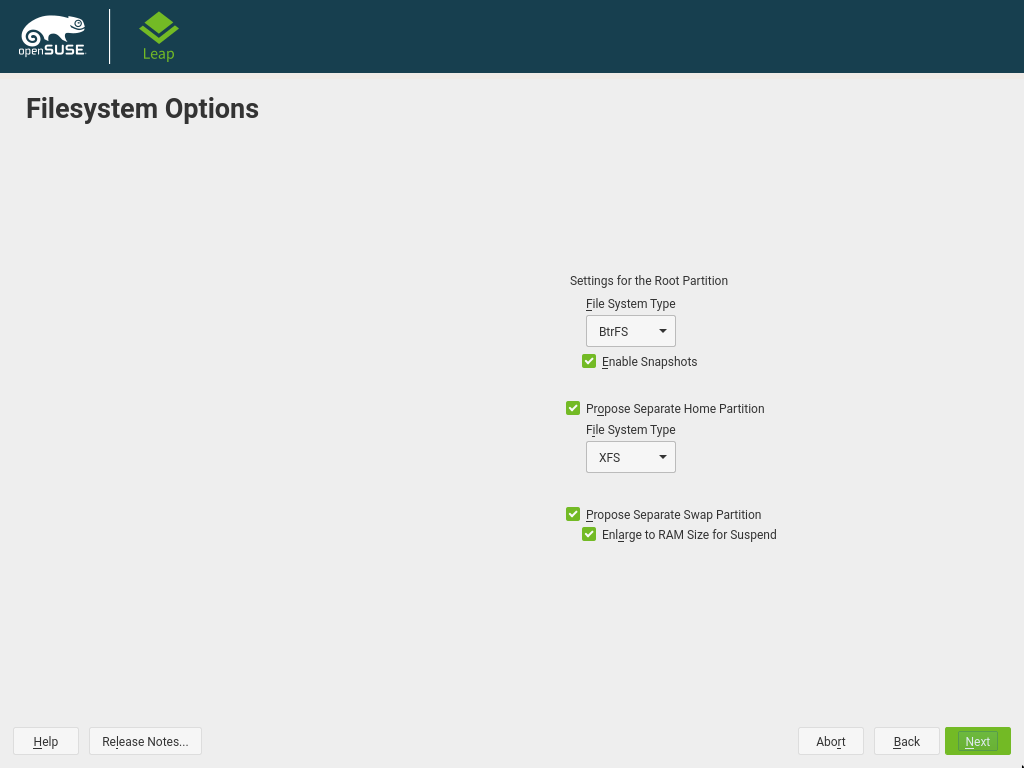 openSUSE
Leap
Filesystem Options
Settings for the Root Partition
File System Type
BtrFS
Enable Snapshots
Propose Separate Home Partition
File System Type
XFS
Propose Separate Swap Partition
Enlarge to RAM Size for Suspend
Help
Release Notes...
Abort
Back
Next